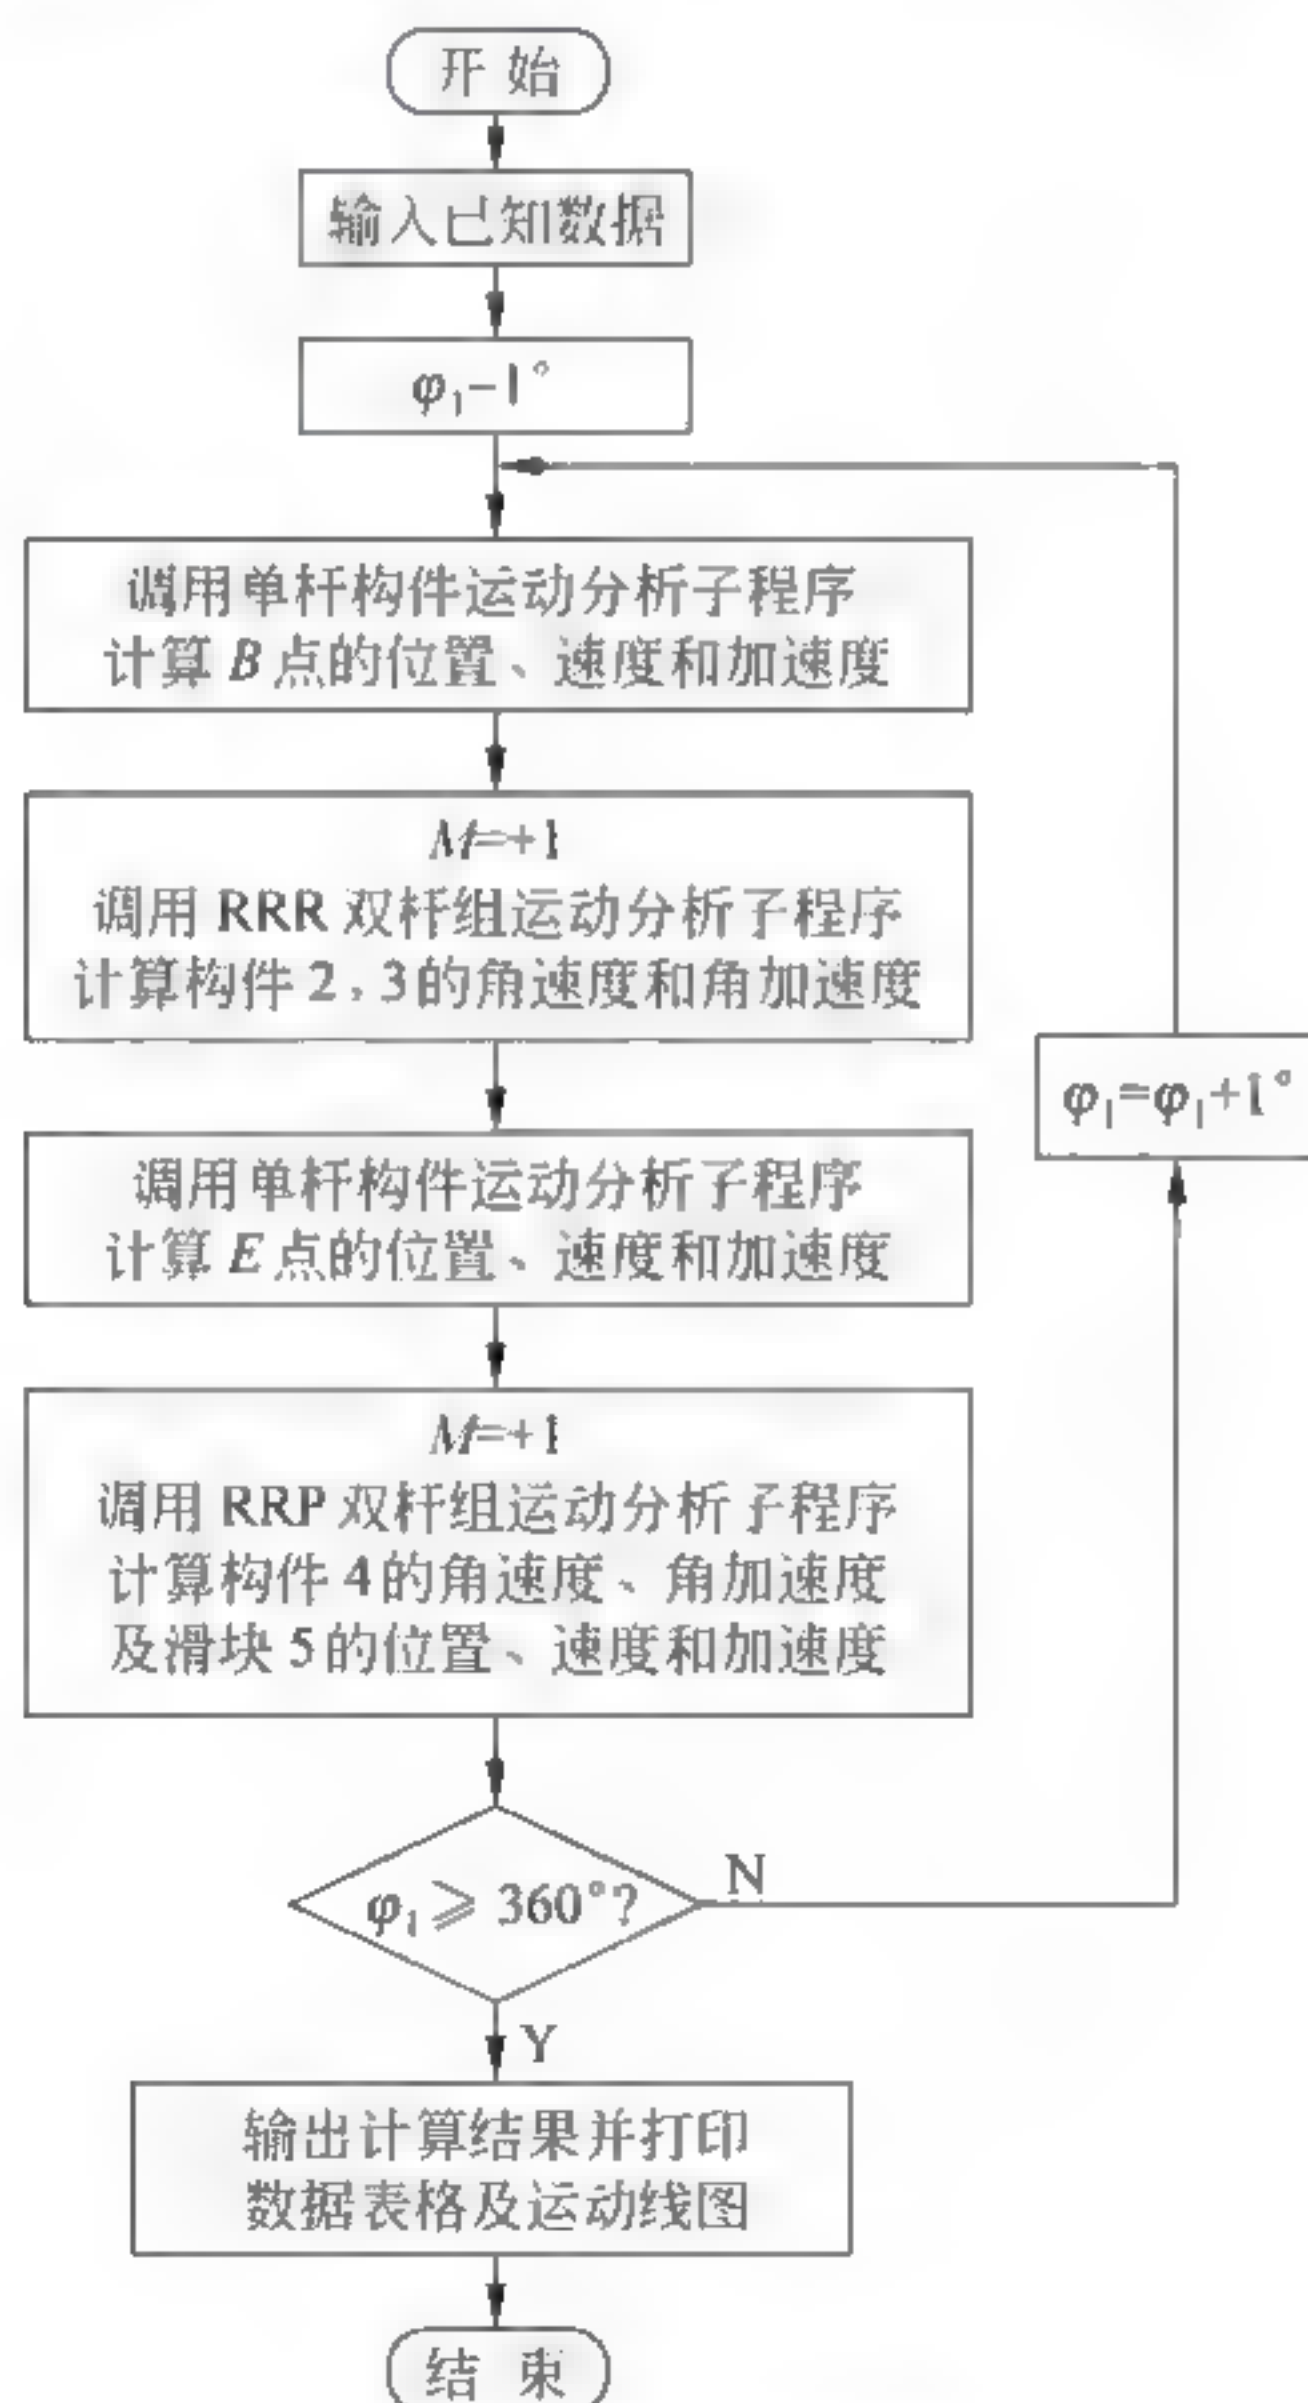 开 始
输入已知数据
φ₁-1°
调用单杆构件运动分析子程序
计算 B 点的位置、速度和加速度
M=+1
调用 RRR 双杆组运动分析子程序
计算构件 2,3的角速度和角加速度
φ₁=φ₁+1°
调用单杆构件运动分析子程序
计算 E 点的位置、速度和加速度
M=+1
调用 RRP 双杆组运动分析子程序
计算构件 4的角速度、角加速度
及滑块 5的位置、速度和加速度
φ₁⩾ 360°?
N
Y
输出计算结果并打印
数据表格及运动线图
结 束